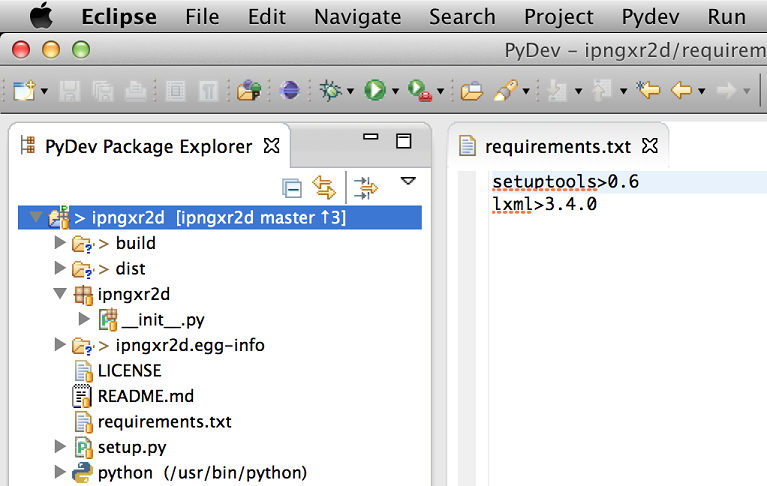 Eclipse File Edit Navigate Search Project Pydev Run
PyDev – ipngxr2d/requirem
PyDev Package Explorer
requirements.txt
> ipngxr2d [ipngxr2d master ↑3]
> build
> dist
ipngxr2d
__init__.py
> ipngxr2d.egg-info
LICENSE
README.md
requirements.txt
setup.py
python (/usr/bin/python)
setuptools>0.6
lxml>3.4.0